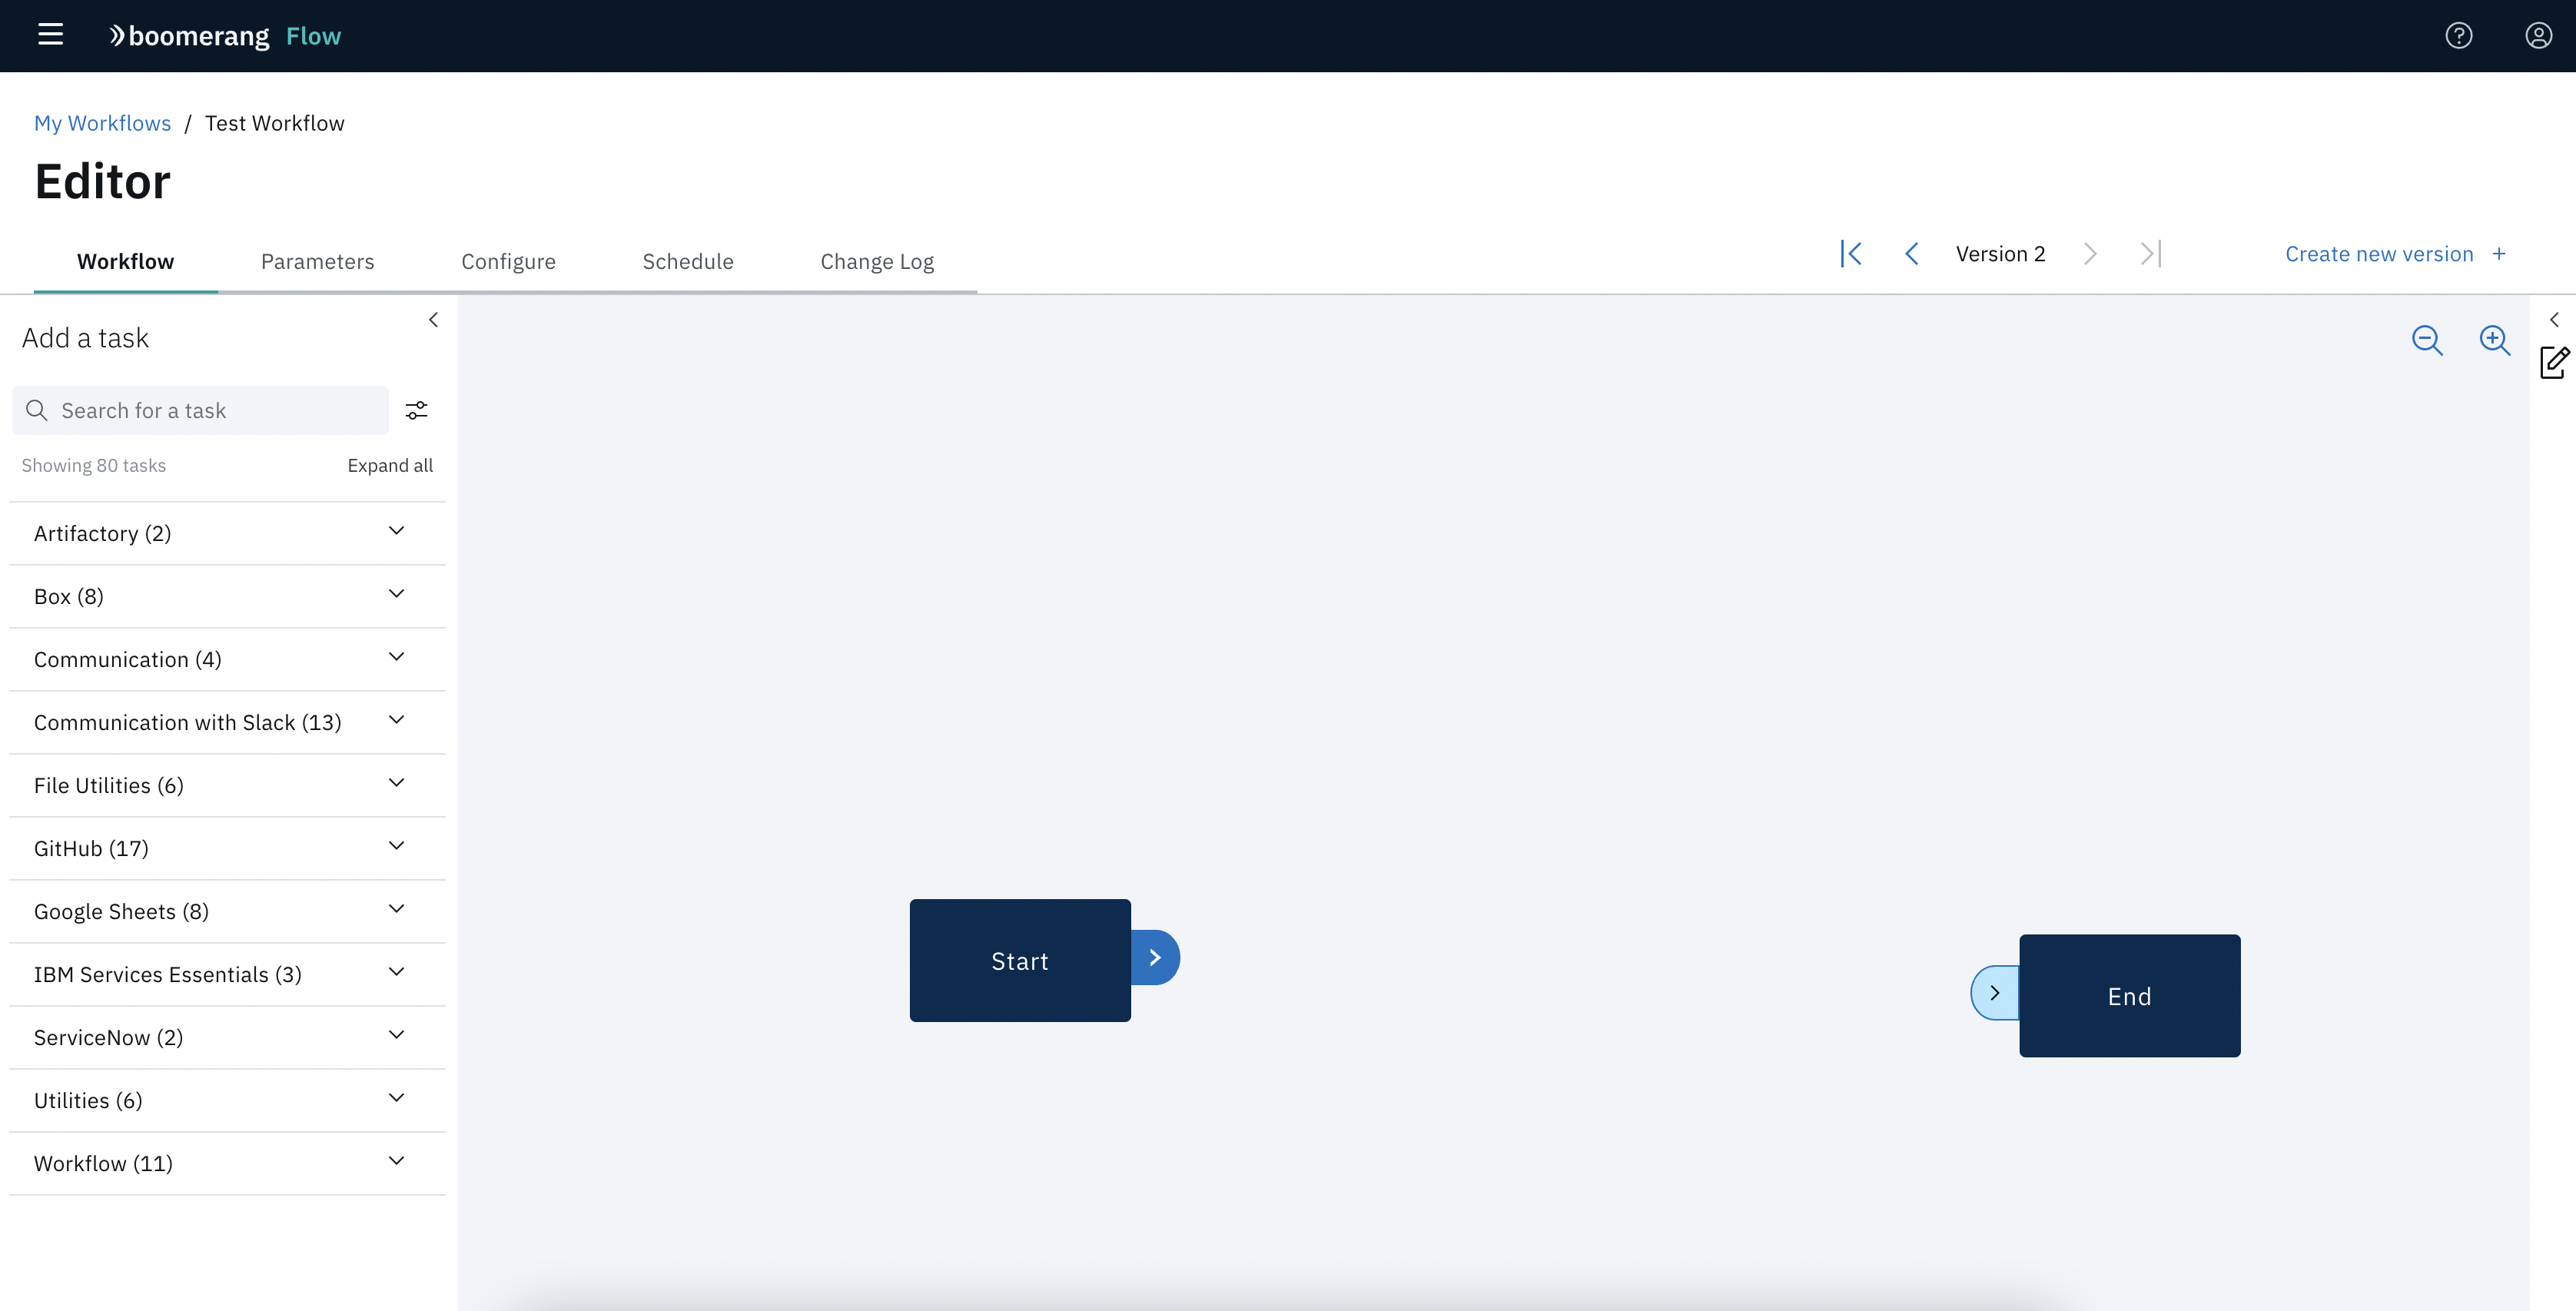 boomerang Flow
My Workflows / Test Workflow
Editor
Workflow Parameters Configure Schedule Change Log
Version 2
Create new version +
Add a task
Search for a task
Showing 80 tasks Expand all
Artifactory (2)
Box (8)
Communication (4)
Communication with Slack (13)
File Utilities (6)
GitHub (17)
Google Sheets (8)
IBM Services Essentials (3)
ServiceNow (2)
Utilities (6)
Workflow (11)
Start
End